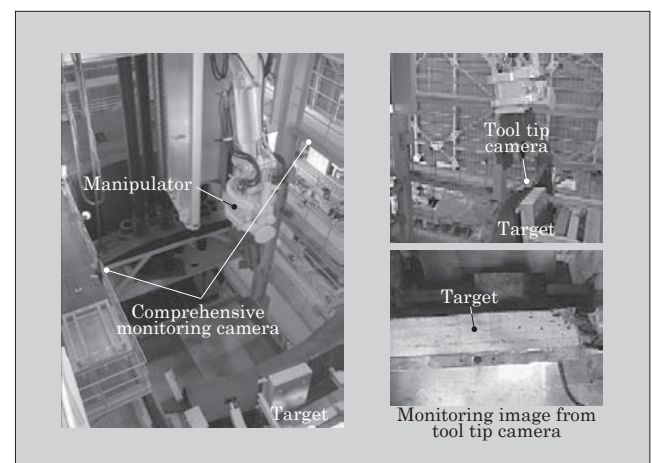 Manipulator
Comprehensive
monitoring camera
Target
Tool tip
camera
Target
Target
Monitoring image from
tool tip camera